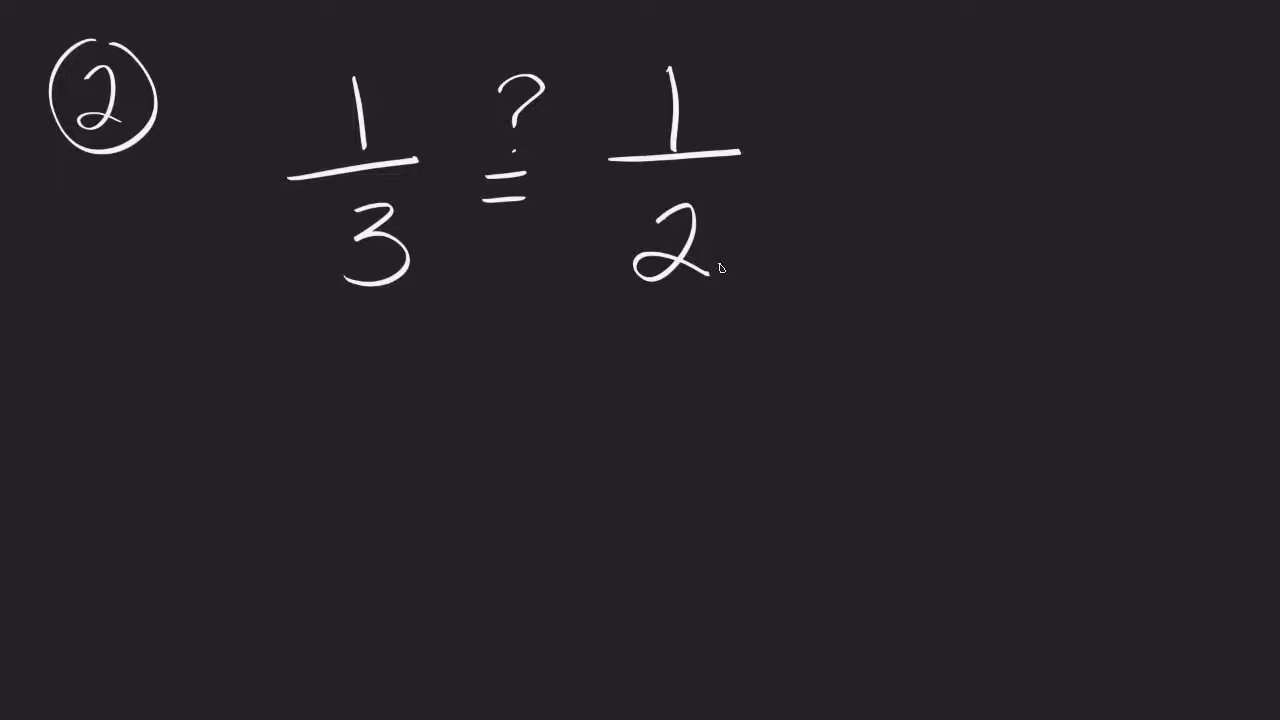 ② 1/3 ≟ 1/2